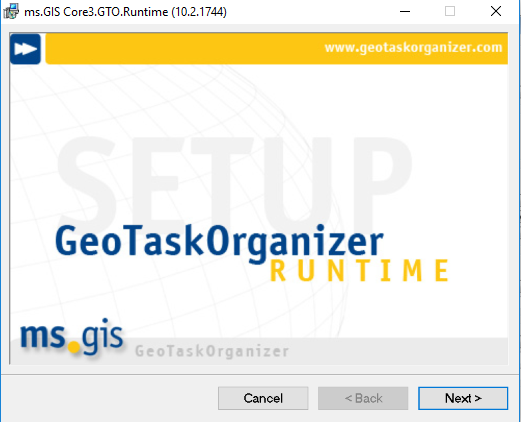 ms.GIS Core3.GTO.Runtime (10.2.1744)
www.geotaskorganizer.com
SETUP
GeoTaskOrganizer
RUNTIME
ms.gis
GeoTaskOrganizer
Cancel
< Back
Next >